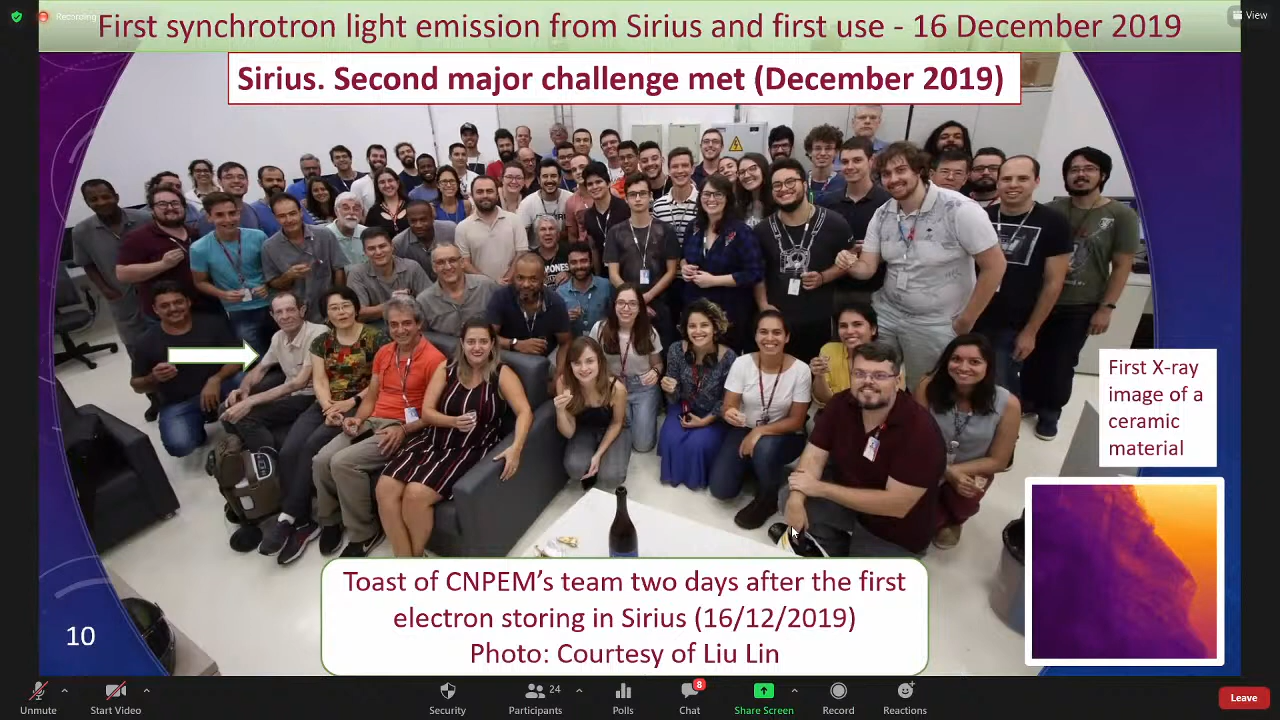 Recording
View
First synchrotron light emission from Sirius and first use - 16 December 2019
Sirius. Second major challenge met (December 2019)
MONES
First X-ray
image of a
ceramic
material
Toast of CNPEM’s team two days after the first
electron storing in Sirius (16/12/2019)
Photo: Courtesy of Liu Lin
10
Unmute
Start Video
Security
24
Participants
Polls
8
Chat
Share Screen
Record
Reactions
Leave